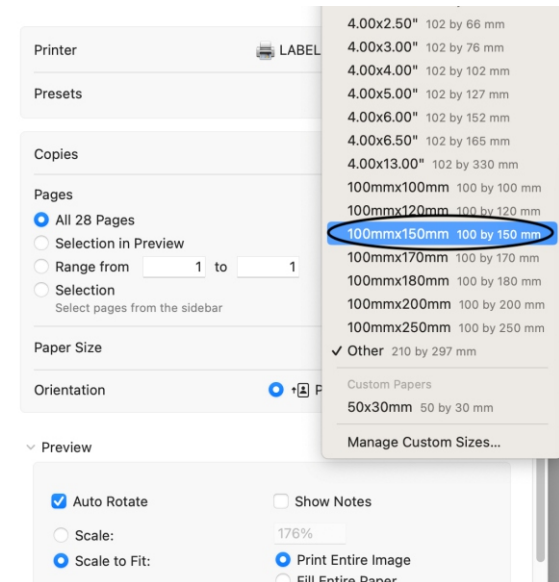 Printer
LABEL
Presets
Copies
Pages
All 28 Pages
Selection in Preview
Range from 1 to 1
Selection
Select pages from the sidebar
Paper Size
Orientation
P
Preview
Auto Rotate
Show Notes
Scale:
176%
Scale to Fit:
Print Entire Image
Fill Entire Paper
4.00x2.50" 102 by 66 mm
4.00x3.00" 102 by 76 mm
4.00x4.00" 102 by 102 mm
4.00x5.00" 102 by 127 mm
4.00x6.00" 102 by 152 mm
4.00x6.50" 102 by 165 mm
4.00x13.00" 102 by 330 mm
100mmx100mm 100 by 100 mm
100mmx120mm 100 by 120 mm
100mmx150mm 100 by 150 mm
100mmx170mm 100 by 170 mm
100mmx180mm 100 by 180 mm
100mmx200mm 100 by 200 mm
100mmx250mm 100 by 250 mm
Other 210 by 297 mm
Custom Papers
50x30mm 50 by 30 mm
Manage Custom Sizes...